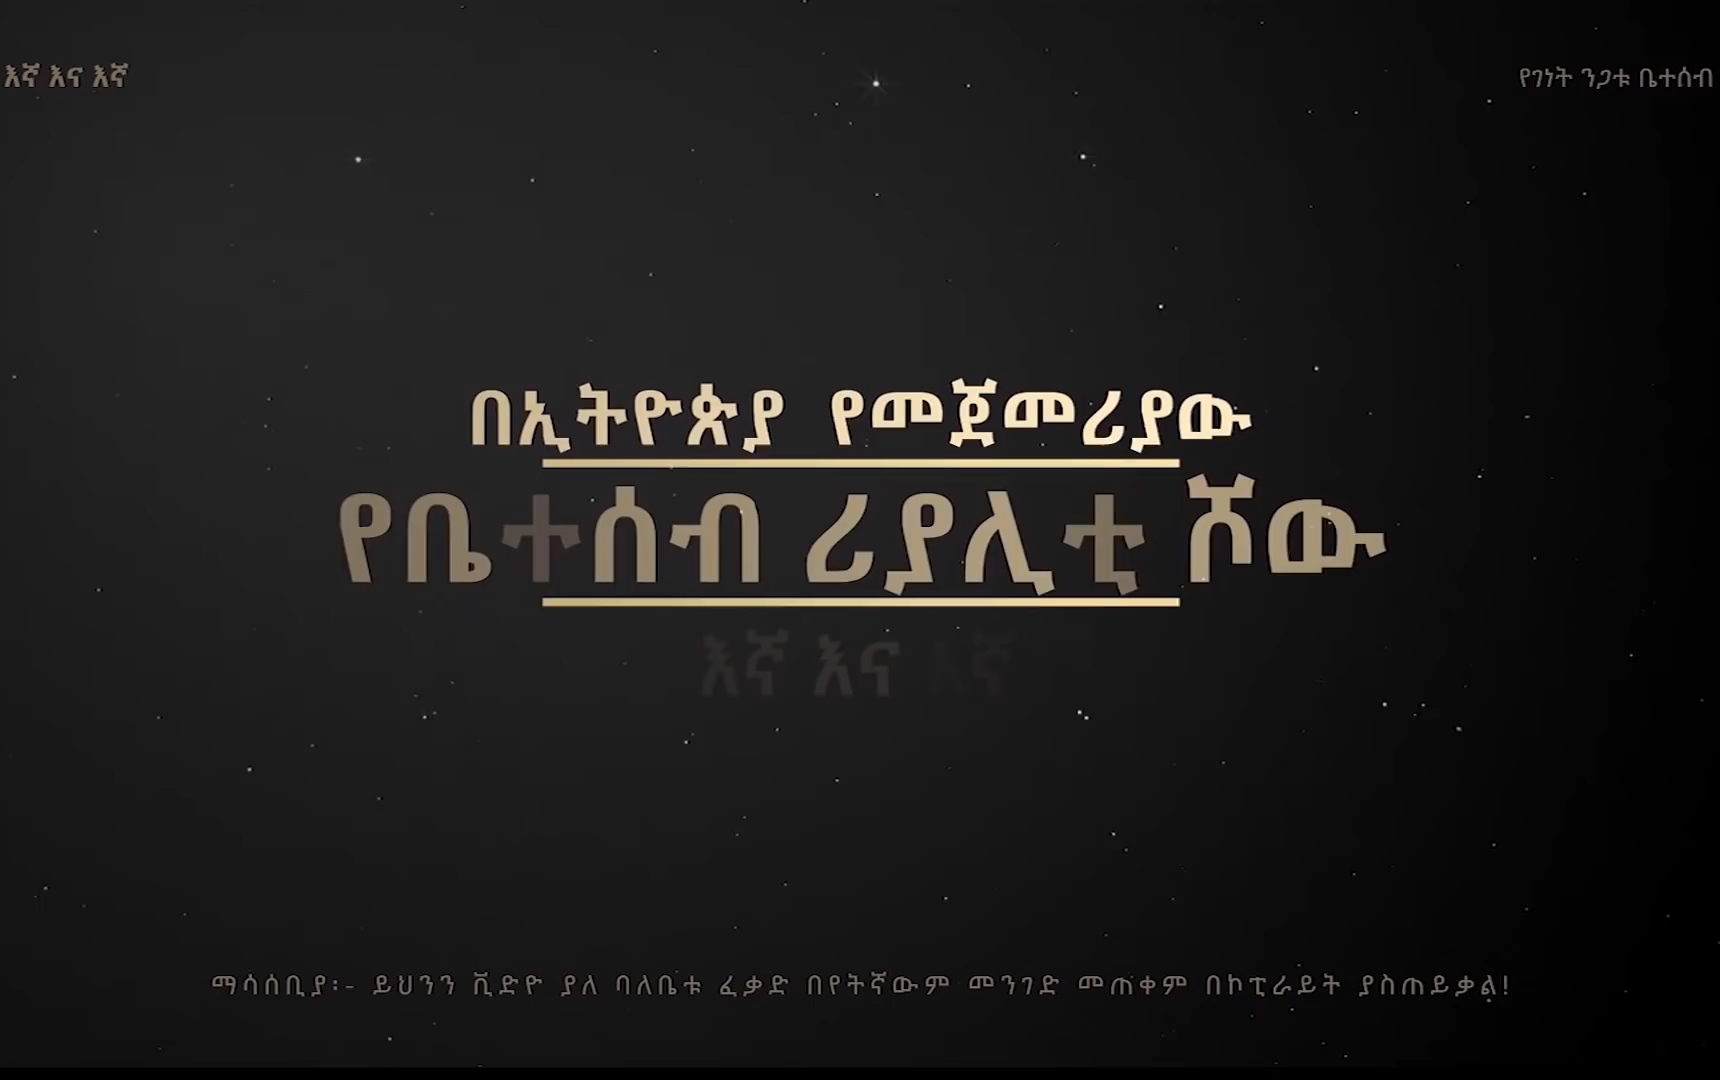 እኛ እና እኛ
የገነት ንጋቱ ቤተሰብ
በኢትዮጵያ የመጀመሪያው
የቤተሰብ ሪያሊቲ ሾው
እኛ እና እኛ
ማሳሰቢያ፡- ይህንን ቪድዮ ያለ ባለቤቱ ፈቃድ በየትኛውም መንገድ መጠቀም በኮፒራይት ያስጠይቃል!